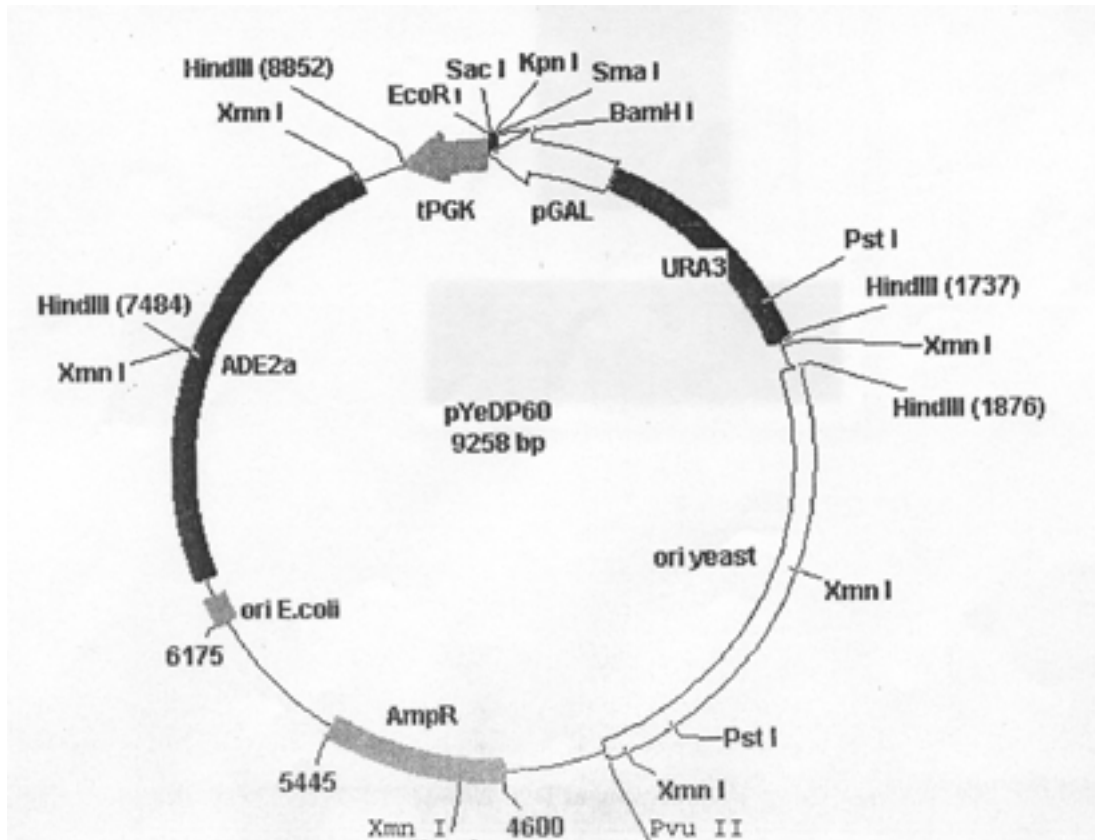 HindIII (8852)
Xmn I
EcoR I
Sac I
Kpn I
Sma I
BamH I
tPGK
pGAL
URA3
Pst I
HindIII (1737)
Xmn I
HindIII (1876)
HindIII (7484)
Xmn I
ADE2a
pYeDP60
9258 bp
ori yeast
Xmn I
ori E.coli
6175
AmpR
5445
Xmn I
4600
Pst I
Xmn I
Pvu II